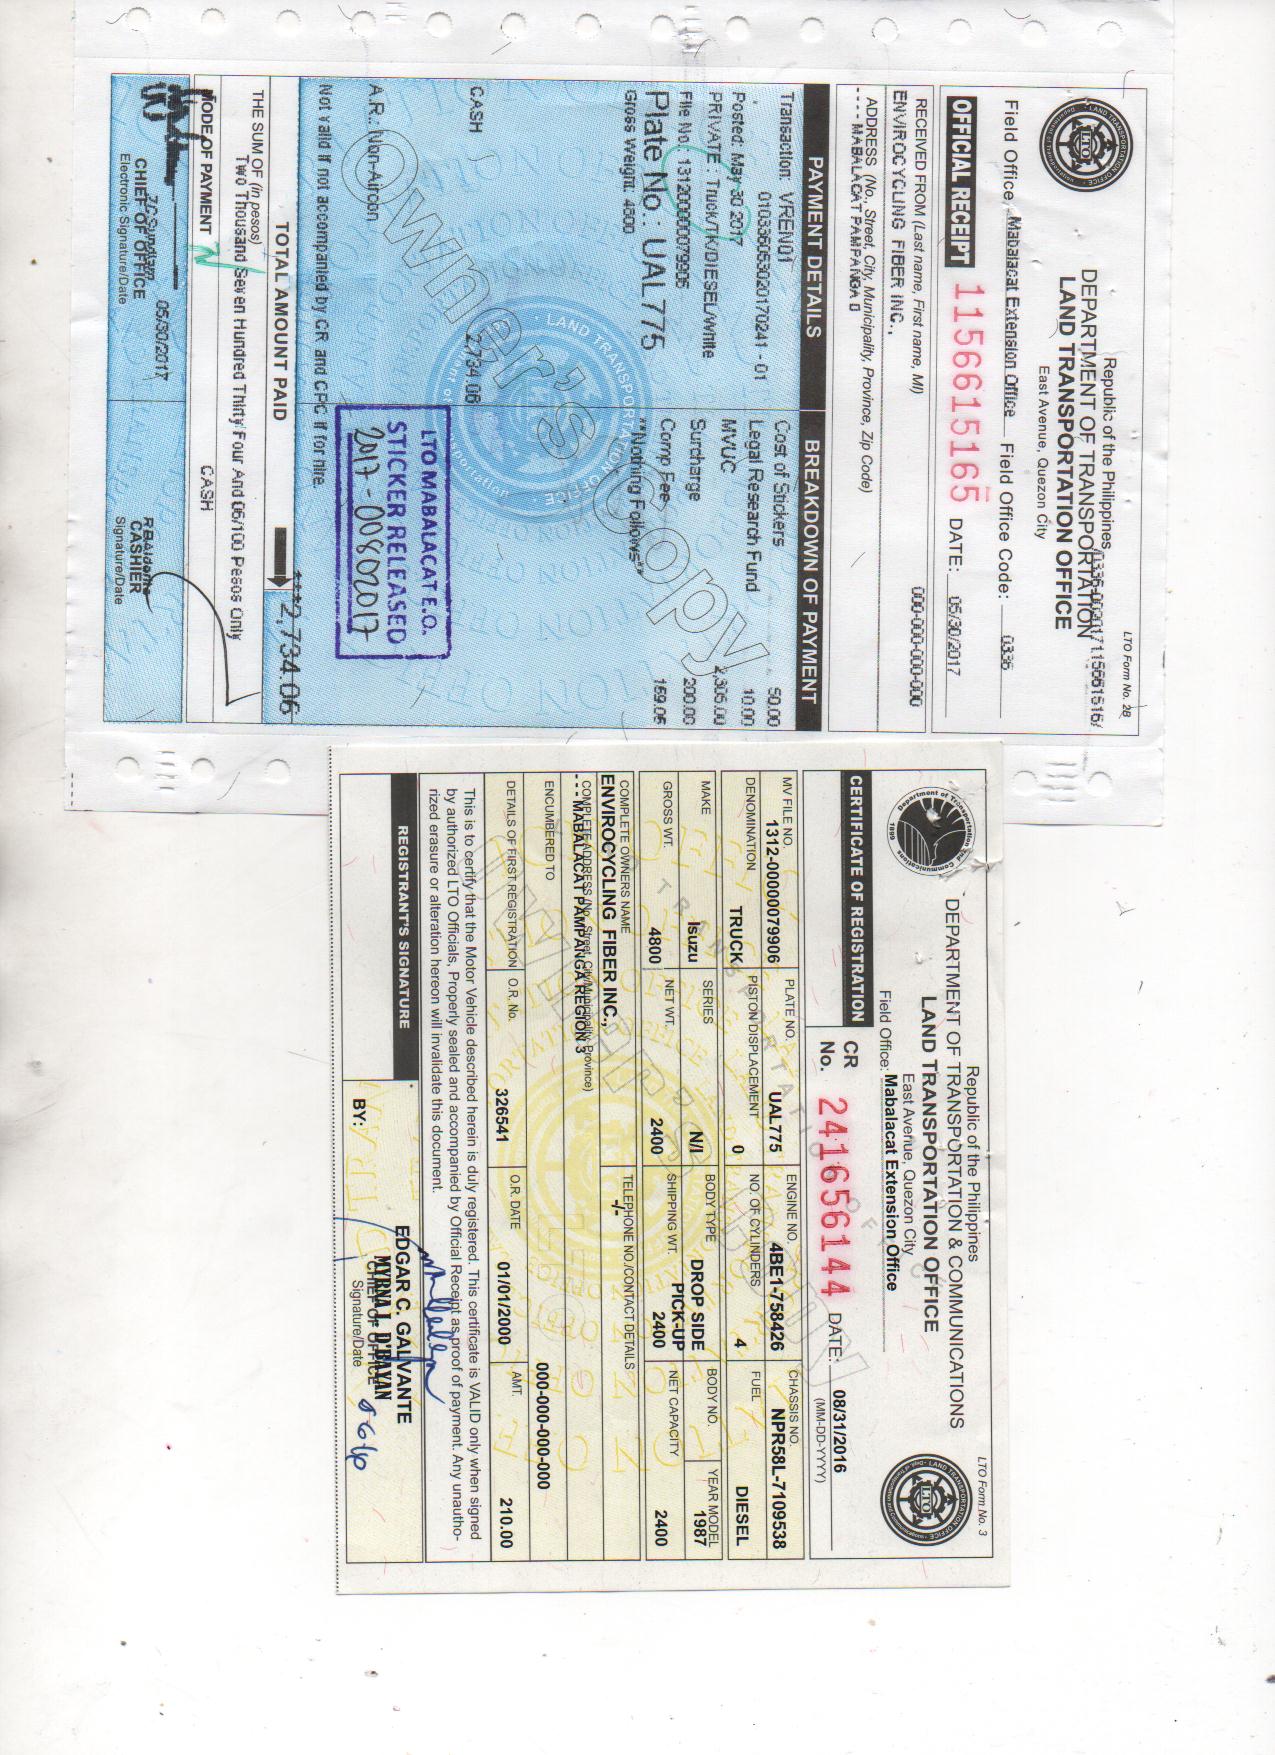 LTO Form No. 2B
Republic of the Philippines
DEPARTMENT OF TRANSPORTATION
LAND TRANSPORTATION OFFICE
East Avenue, Quezon City
Field Office: Mabalacat Extension Office Field Office Code: 0336
OFFICIAL RECEIPT 1156615165 DATE: 05/30/2017
RECEIVED FROM (Last name, First name, MI) 000-000-000-000
ENVIROCYCLING FIBER INC.,
ADDRESS (No., Street, City, Municipality, Province, Zip Code)
---- MABALACAT PAMPANGA 0
PAYMENT DETAILS BREAKDOWN OF PAYMENT
Transaction: VREN01
010336053020170241 - 01
Posted: May 30 2017
PRIVATE : Truck/TK/DIESEL/White
File No.: 131200000079906
Plate No.: UAL775
Gross Weight: 4800
Cost of Stickers 50.00
Legal Research Fund 10.00
MVUC 2,305.00
Surcharge 200.00
Comp Fee 169.06
**Nothing Follows**
Owner's Copy
CASH 2,734.06
LTO MABALACAT E.O.
STICKER RELEASED
2017-00802017
A.R.: Non-Aircon
Not valid if not accompanied by CR and CPC if for hire.
TOTAL AMOUNT PAID ***2,734.06
THE SUM OF (in pesos)
Two Thousand Seven Hundred Thirty Four And 06/100 Pesos Only
MODE OF PAYMENT CASH
05/30/2017
CHIEF OF OFFICE
Electronic Signature/Date
CASHIER
Signature/Date
LTO Form No. 3
Republic of the Philippines
DEPARTMENT OF TRANSPORTATION & COMMUNICATIONS
LAND TRANSPORTATION OFFICE
East Avenue, Quezon City
Field Office: Mabalacat Extension Office
CERTIFICATE OF REGISTRATION CR No. 241656144 DATE: 08/31/2016
(MM-DD-YYYY)
MV FILE NO. PLATE NO. ENGINE NO. CHASSIS NO.
1312-00000079906 UAL775 4BE1-758426 NPR58L-7109538
DENOMINATION PISTON DISPLACEMENT NO. OF CYLINDERS FUEL
TRUCK 0 4 DIESEL
MAKE SERIES BODY TYPE BODY NO. YEAR MODEL
Isuzu N/I DROP SIDE PICK-UP 1987
GROSS WT. NET WT. SHIPPING WT. NET CAPACITY
4800 2400 2400 2400
COMPLETE OWNERS NAME TELEPHONE NO./CONTACT DETAILS
ENVIROCYCLING FIBER INC., -/-
COMPLETE ADDRESS (No., Street, City/Municipality, Province)
--- MABALACAT PAMPANGA REGION 3
ENCUMBERED TO
000-000-000-000
DETAILS OF FIRST REGISTRATION O.R. No. O.R. DATE AMT.
326541 01/01/2000 210.00
This is to certify that the Motor Vehicle described herein is duly registered. This certificate is VALID only when signed
by authorized LTO Officials, Properly sealed and accompanied by Official Receipt as proof of payment. Any unautho-
rized erasure or alteration hereon will invalidate this document.
REGISTRANT'S SIGNATURE
EDGAR C. GALVANTE
MYRNA L. D'BAYAN
CHIEF OF OFFICE
BY:
Signature/Date
Owner's Copy